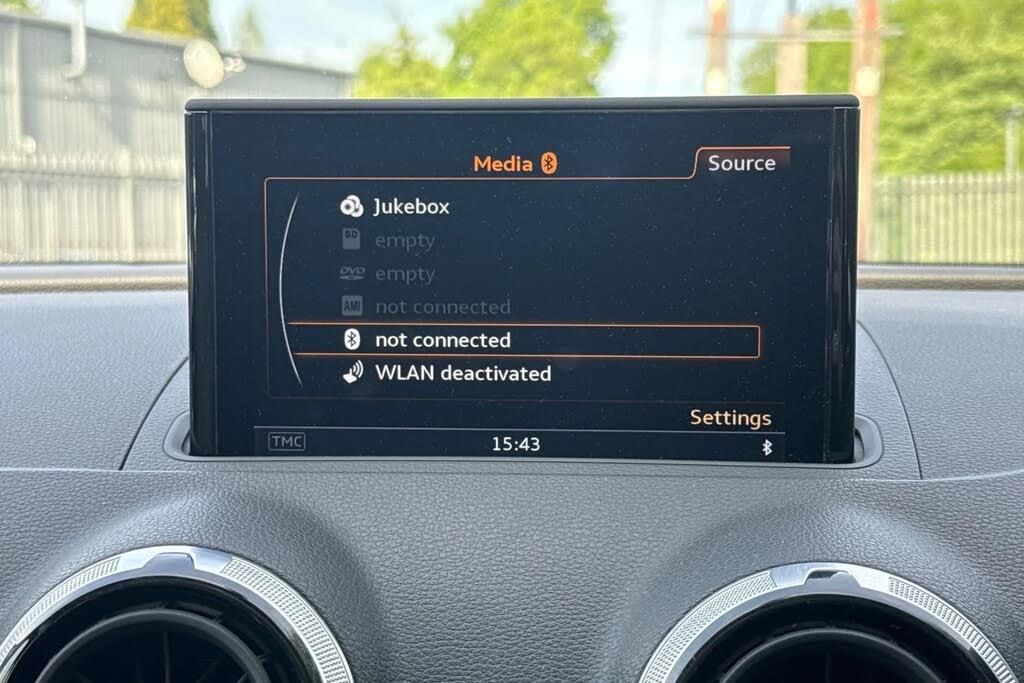 Media
Source
Jukebox
SD
empty
DVD
empty
AMI
not connected
not connected
WLAN deactivated
Settings
TMC
15:43